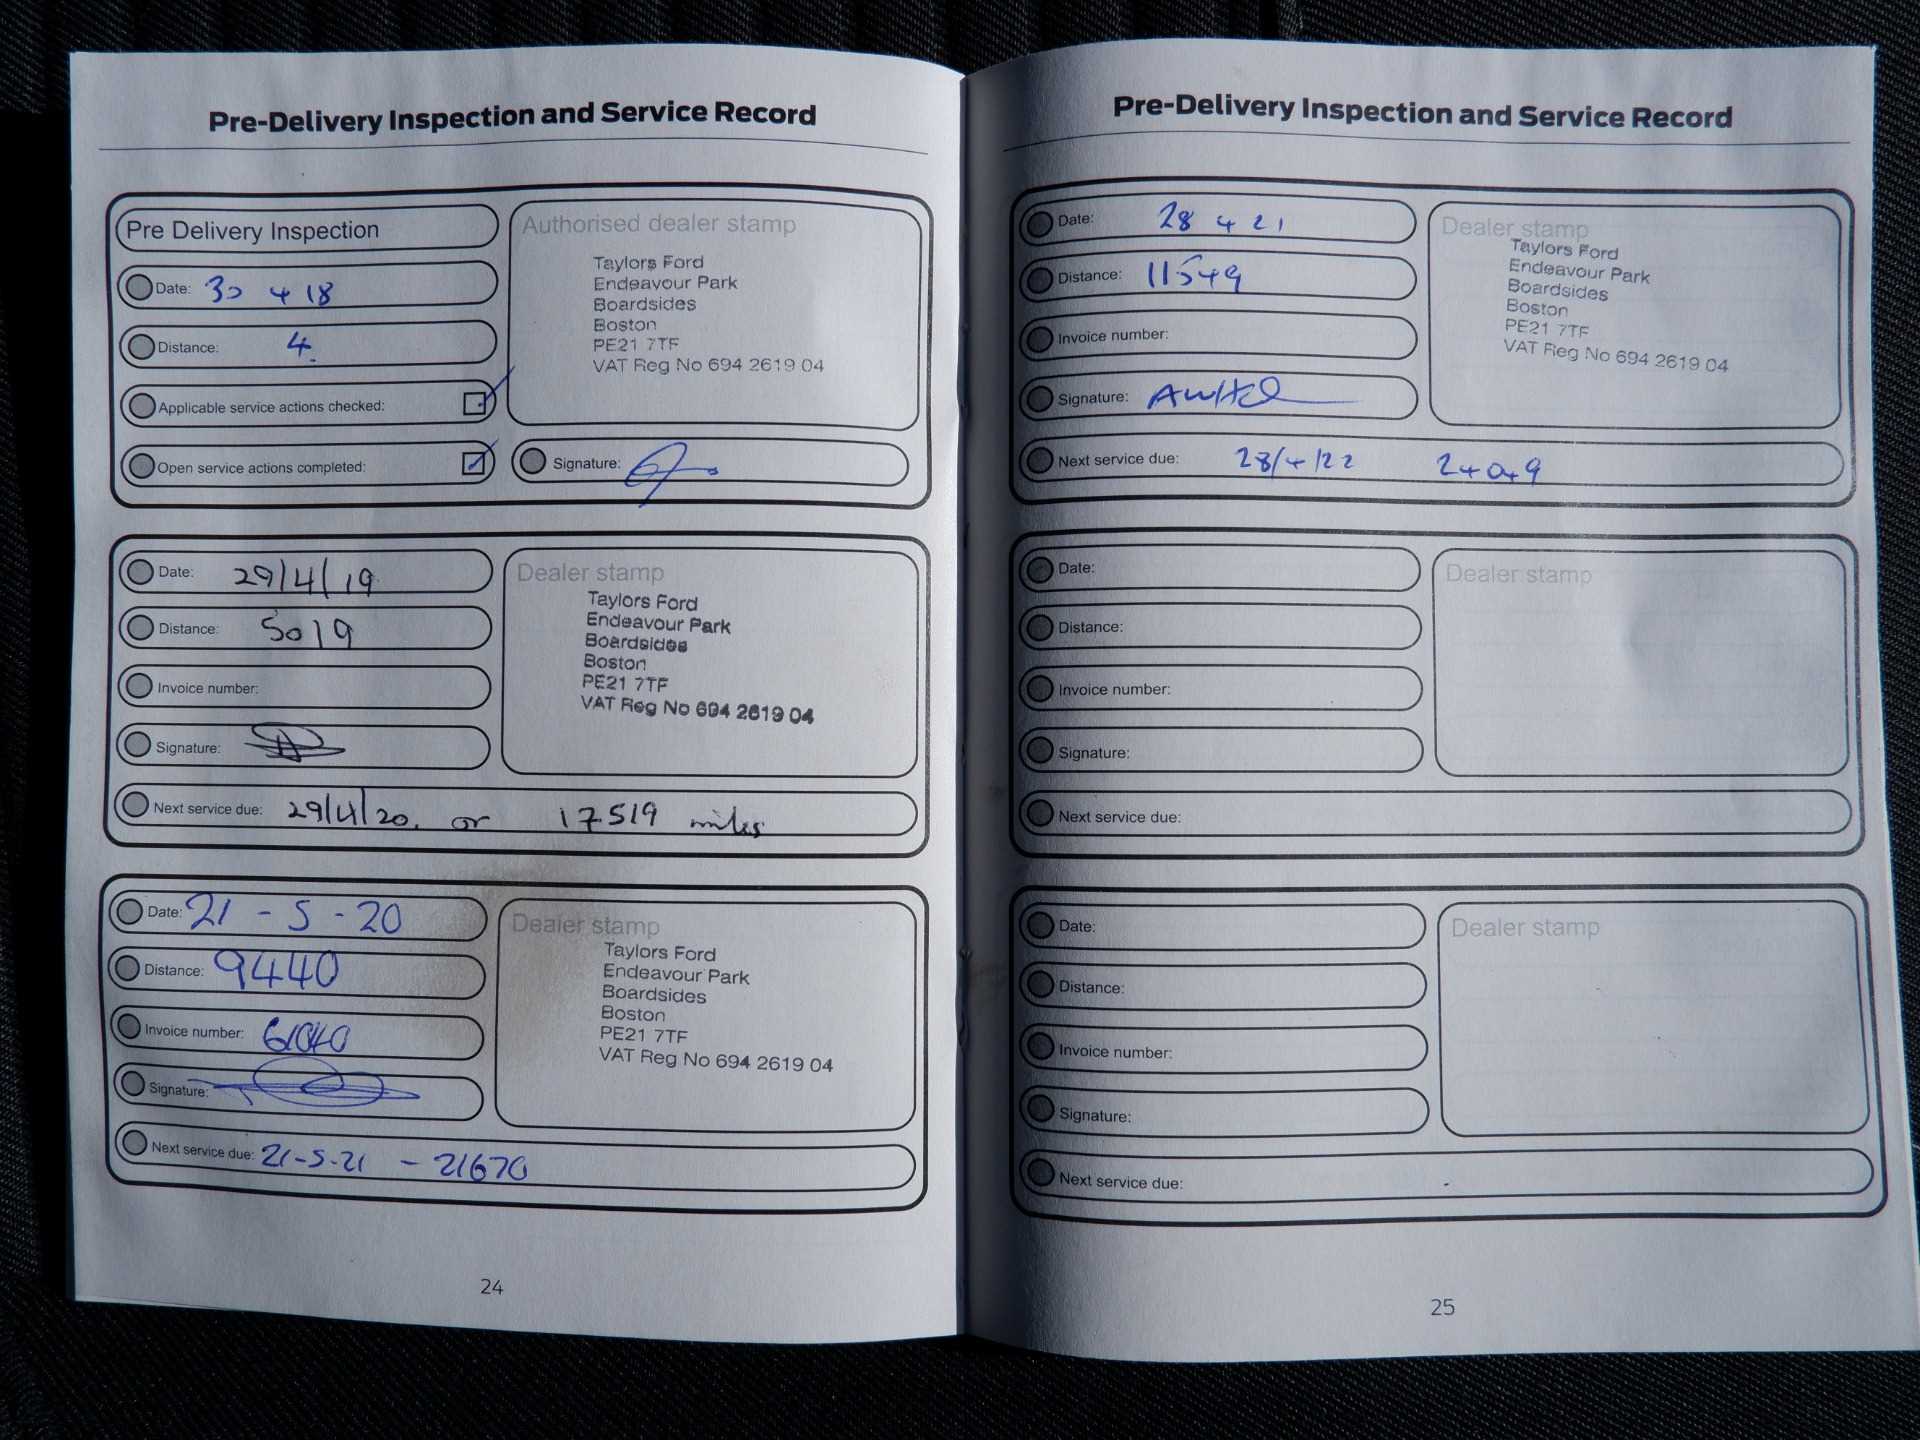 Pre-Delivery Inspection and Service Record
Pre Delivery Inspection
Date: 30 4 18
Distance: 4.
Applicable service actions checked:
Open service actions completed:
Authorised dealer stamp
Taylors Ford
Endeavour Park
Boardsides
Boston
PE21 7TF
VAT Reg No 694 2619 04
Signature:
Date: 29/4/19
Distance: 5019
Invoice number:
Signature:
Dealer stamp
Taylors Ford
Endeavour Park
Boardsides
Boston
PE21 7TF
VAT Reg No 694 2619 04
Next service due: 29/4/20. or 17519 miles
Date: 21 - 5 - 20
Distance: 9440
Invoice number: 61040
Signature:
Dealer stamp
Taylors Ford
Endeavour Park
Boardsides
Boston
PE21 7TF
VAT Reg No 694 2619 04
Next service due: 21-5-21 - 21670
24
Pre-Delivery Inspection and Service Record
Date: 28 4 21
Distance: 11549
Invoice number:
Signature:
Dealer stamp
Taylors Ford
Endeavour Park
Boardsides
Boston
PE21 7TF
VAT Reg No 694 2619 04
Next service due: 28/4/22 24049
Date:
Distance:
Invoice number:
Signature:
Dealer stamp
Next service due:
Date:
Distance:
Invoice number:
Signature:
Dealer stamp
Next service due:
25